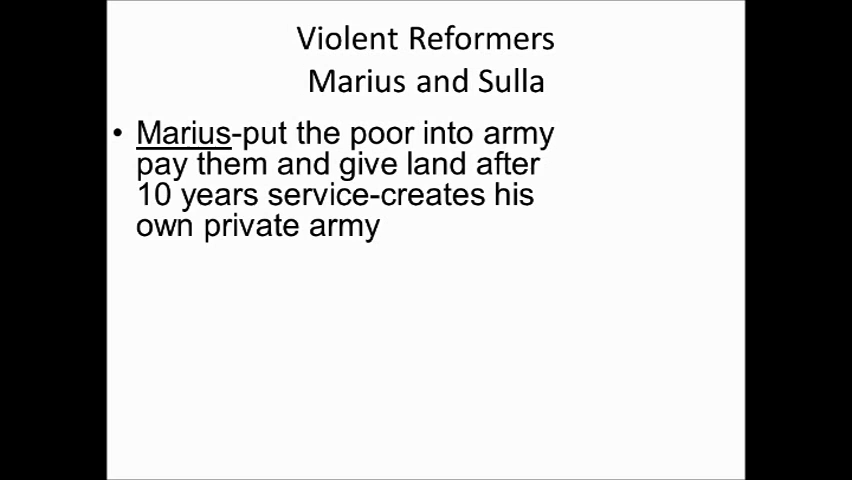 Violent Reformers
Marius and Sulla
• Marius-put the poor into army
pay them and give land after
10 years service-creates his
own private army